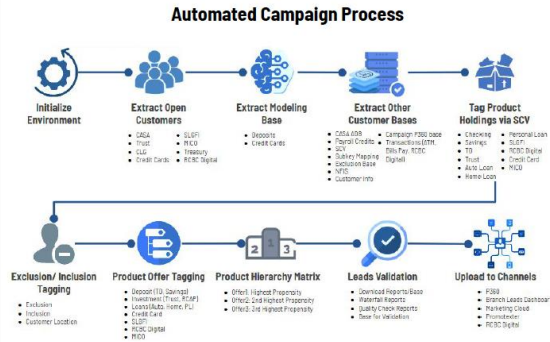 Automated Campaign Process
Initialize
Environment
Extract Open
Customers
CASA
Trust
CLG
Credit Cards
SLGFI
MICO
Treasury
RCBC Digital
Extract Modeling
Base
Deposits
Credit Cards
Extract Other
Customer Bases
CASA ADB
Payroll Credits
SCV
Subkey Mapping
Exclusion Base
NFIS
Customer Info
Campaign P360 base
Transactions (ATM,
Bills Pay, RCBC
Digital)
Tag Product
Holdings via SCV
Checking
Savings
TD
Trust
Auto Loan
Home Loan
Personal Loan
SLGFI
RCBC Digital
Credit Card
MICO
Exclusion/ Inclusion
Tagging
Exclusion
Inclusion
Customer Location
Product Offer Tagging
Deposit (TD, Savings)
Investment (Trust, RCAP)
Loans (Auto, Home, PL)
Credit Card
SLGFI
RCBC Digital
MICO
2 1 3
Product Hierarchy Matrix
Offer1: Highest Propensity
Offer2: 2nd Highest Propensity
Offer3: 3rd Highest Propensity
Leads Validation
Download Reports/Base
Waterfall Reports
Quality Check Reports
Base for Validation
Upload to Channels
P360
Branch Leads Dashboar
Marketing Cloud
Promotexter
RCBC Digital